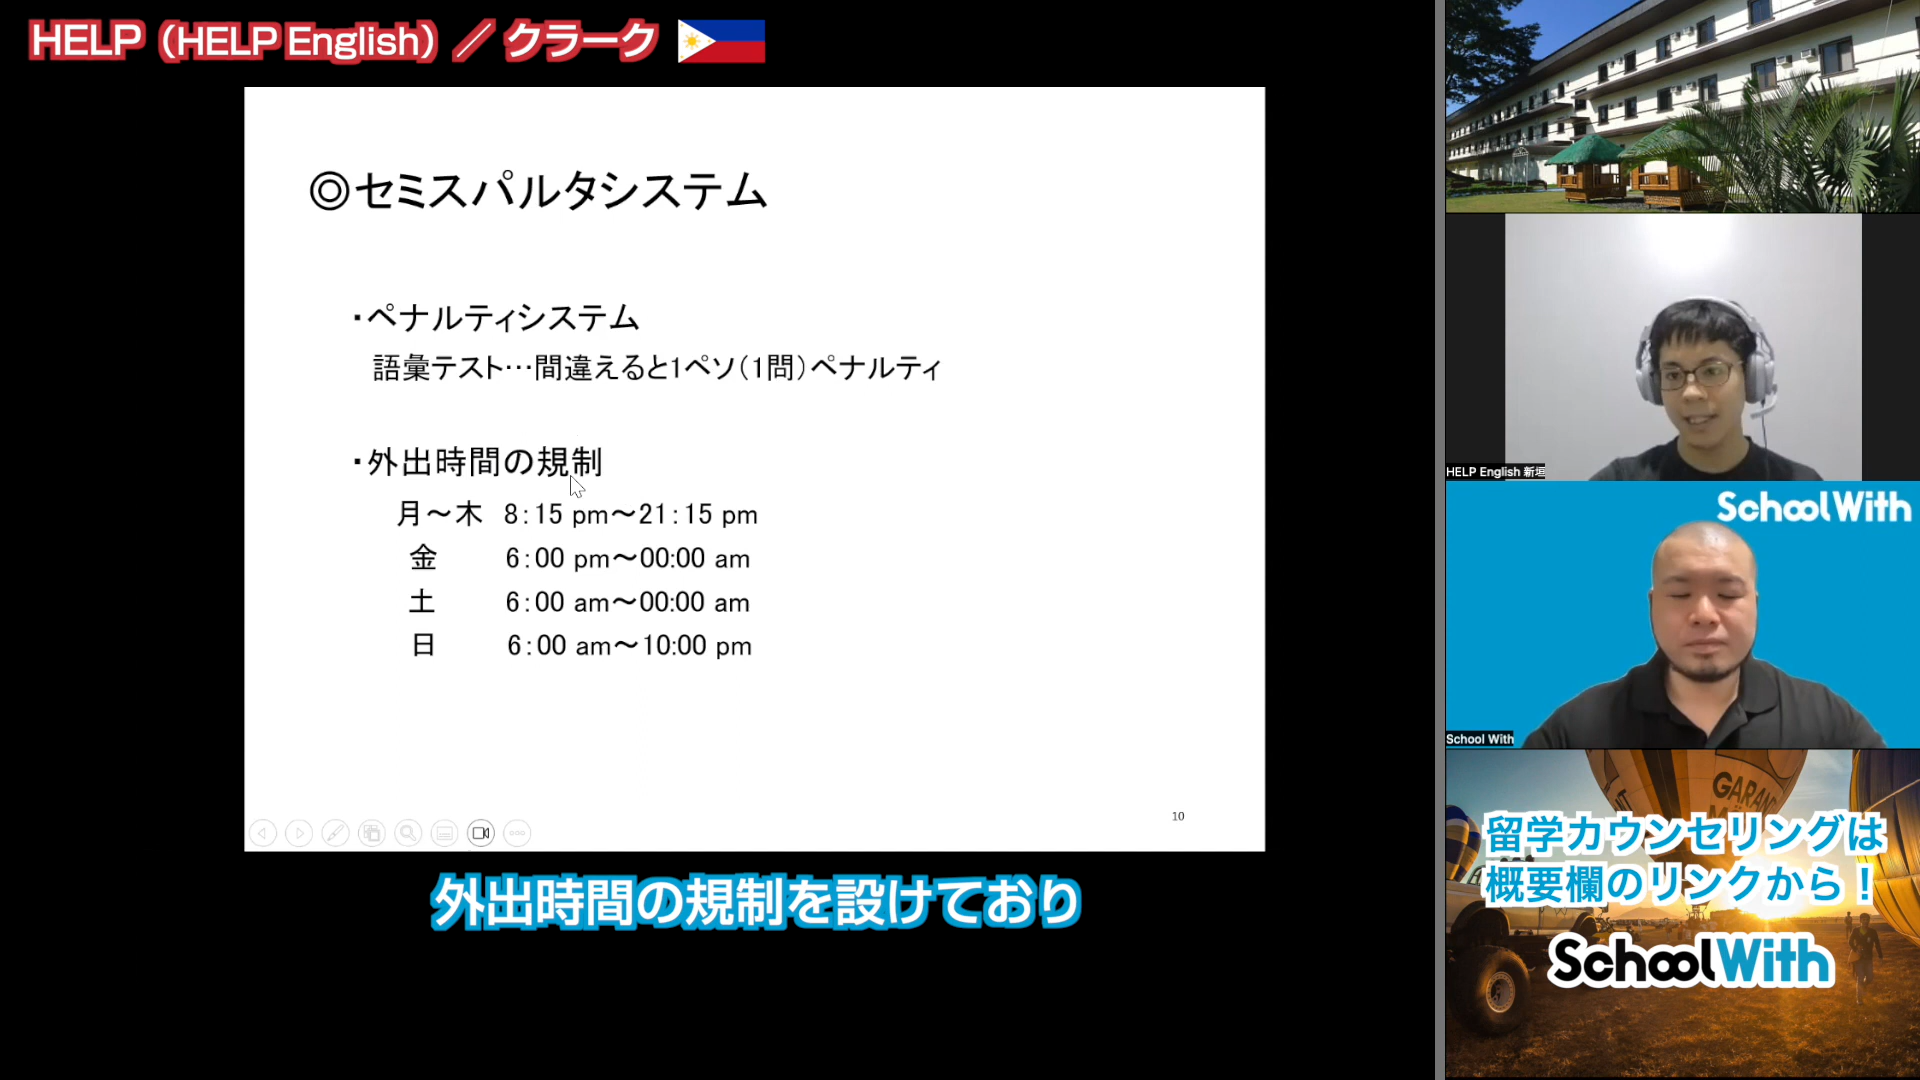 HELP（HELP English）／クラーク
◎セミスパルタシステム
・ペナルティシステム
語彙テスト…間違えると1ペソ（1問）ペナルティ
・外出時間の規制
月～木 8：15 pm～21：15 pm
金 6：00 pm～00:00 am
土 6：00 am～00:00 am
日 6：00 am～10:00 pm
10
外出時間の規制を設けており
HELP English 新垣
SchoolWith
School With
GARAN
留学カウンセリングは
概要欄のリンクから！
SchoolWith